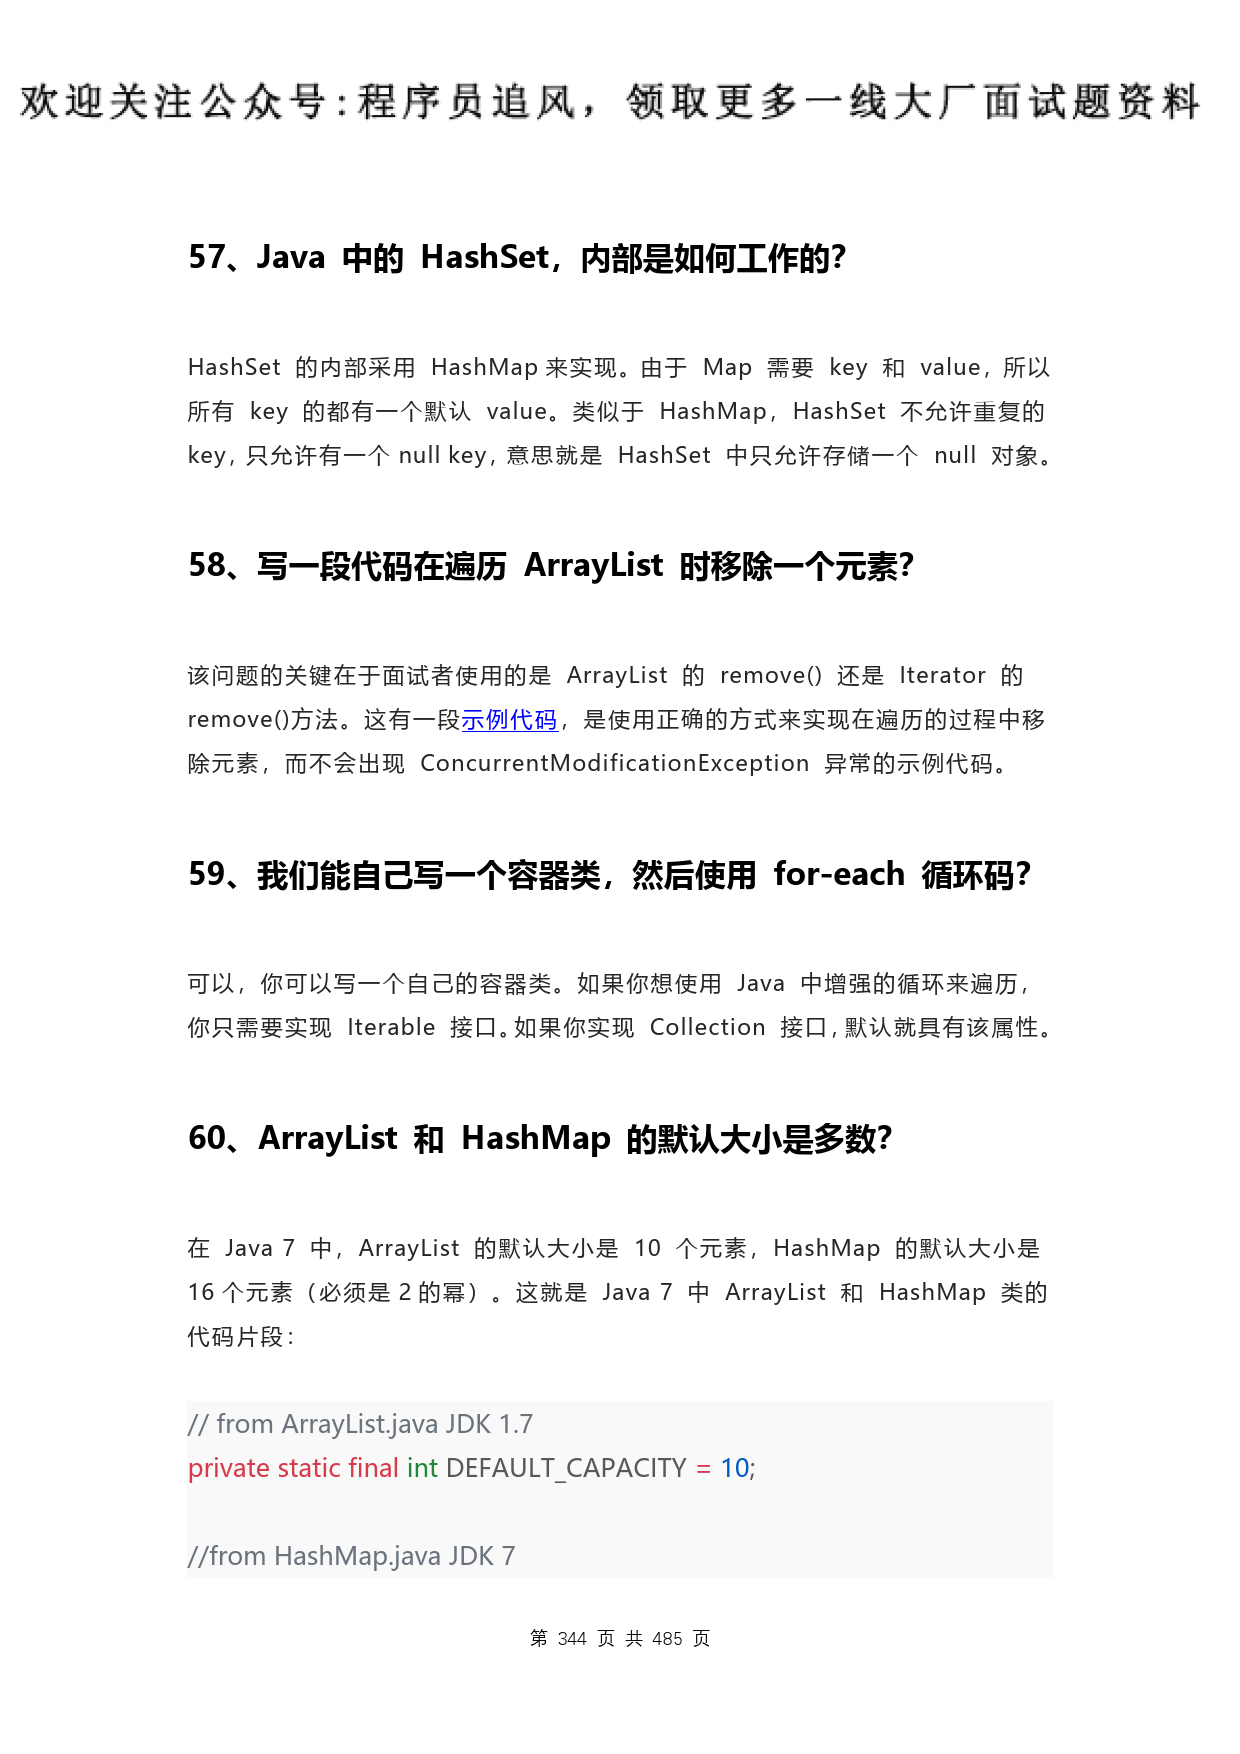 欢迎关注公众号:程序员追风，领取更多一线大厂面试题资料
57、Java 中的 HashSet，内部是如何工作的？
HashSet 的内部采用 HashMap来实现。由于 Map 需要 key 和 value，所以
所有 key 的都有一个默认 value。类似于 HashMap，HashSet 不允许重复的
key，只允许有一个 null key，意思就是 HashSet 中只允许存储一个 null 对象。
58、写一段代码在遍历 ArrayList 时移除一个元素？
该问题的关键在于面试者使用的是 ArrayList 的 remove() 还是 Iterator 的
remove()方法。这有一段示例代码，是使用正确的方式来实现在遍历的过程中移
除元素，而不会出现 ConcurrentModificationException 异常的示例代码。
59、我们能自己写一个容器类，然后使用 for-each 循环码？
可以，你可以写一个自己的容器类。如果你想使用 Java 中增强的循环来遍历，
你只需要实现 Iterable 接口。如果你实现 Collection 接口，默认就具有该属性。
60、ArrayList 和 HashMap 的默认大小是多数？
在 Java 7 中，ArrayList 的默认大小是 10 个元素，HashMap 的默认大小是
16 个元素（必须是 2 的幂）。这就是 Java 7 中 ArrayList 和 HashMap 类的
代码片段：
// from ArrayList.java JDK 1.7
private static final int DEFAULT_CAPACITY = 10;
//from HashMap.java JDK 7
第 344 页 共 485 页